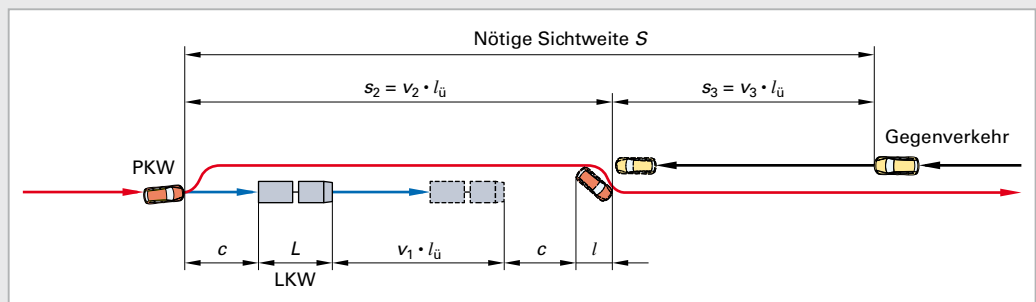 Nötige Sichtweite S
s₂ = v₂ • lü
s₃ = v₃ • lü
Gegenverkehr
PKW
c
L
v₁ • lü
c
l
LKW